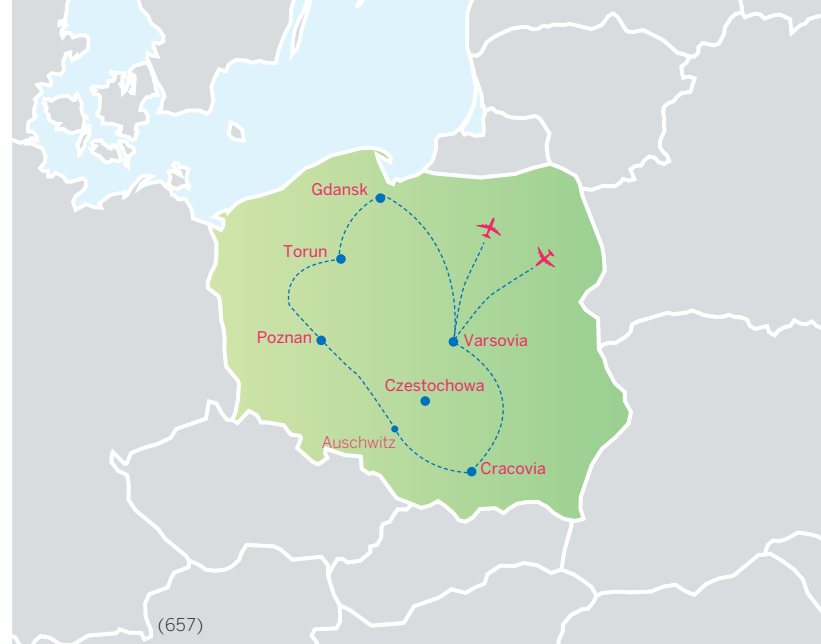 Gdansk
Torun
Poznan
Varsovia
Czestochowa
Auschwitz
Cracovia
(657)